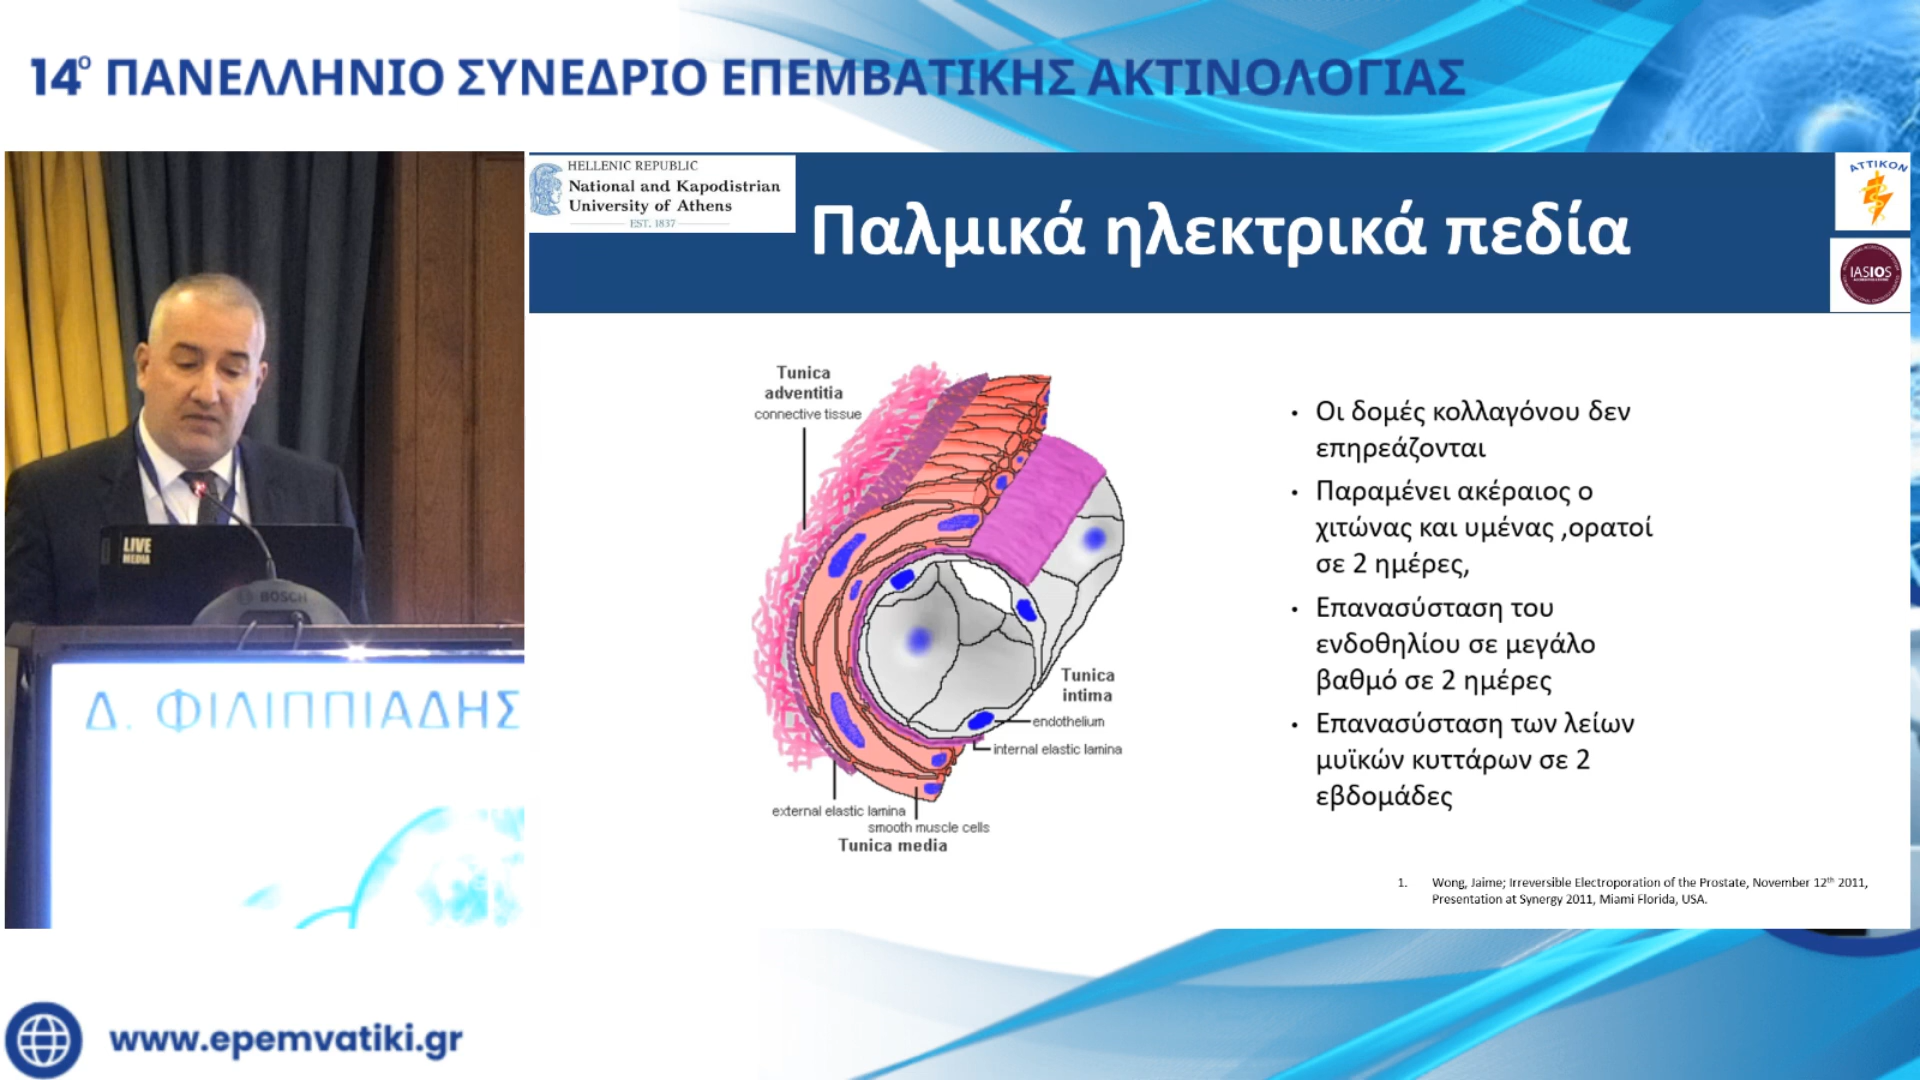 14ο ΠΑΝΕΛΛΗΝΙΟ ΣΥΝΕΔΡΙΟ ΕΠΕΜΒΑΤΙΚΗΣ ΑΚΤΙΝΟΛΟΓΙΑΣ
HELLENIC REPUBLIC
National and Kapodistrian
University of Athens
EST. 1837
Παλμικά ηλεκτρικά πεδία
ΑΤΤΙΚΟΝ
IASIOS
Tunica
adventitia
connective tissue
Tunica
intima
endothelium
internal elastic lamina
external elastic lamina
smooth muscle cells
Tunica media
• Οι δομές κολλαγόνου δεν
επηρεάζονται
• Παραμένει ακέραιος ο
χιτώνας και υμένας ,ορατοί
σε 2 ημέρες,
• Επανασύσταση του
ενδοθηλίου σε μεγάλο
βαθμό σε 2 ημέρες
• Επανασύσταση των λείων
μυϊκών κυττάρων σε 2
εβδομάδες
1. Wong, Jaime; Irreversible Electroporation of the Prostate, November 12th 2011,
Presentation at Synergy 2011, Miami Florida, USA.
LIVE
MEDIA
BOSCH
Δ. ΦΙΛΙΠΠΙΑΔΗΣ
www.epemvatiki.gr